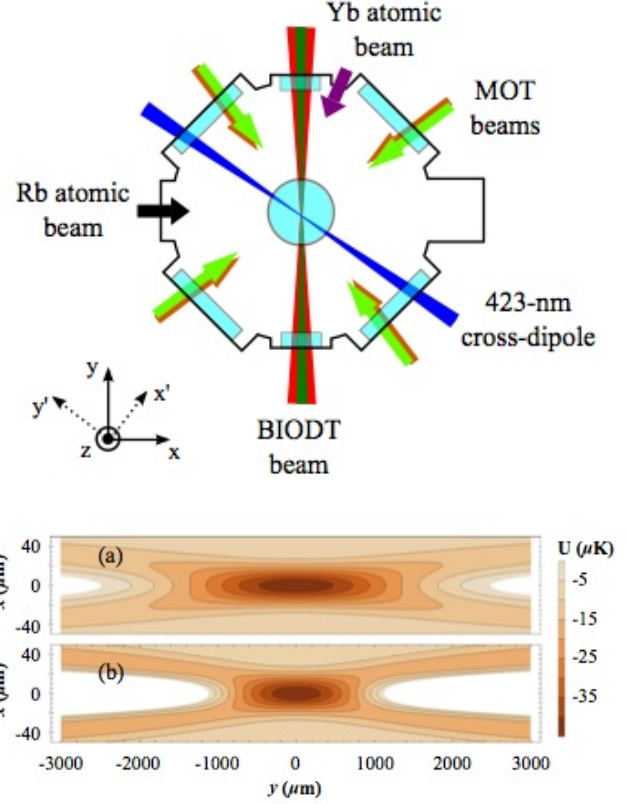 Yb atomic
beam
MOT
beams
Rb atomic
beam
423-nm
cross-dipole
BIODT
beam
y
y'
x'
z
x
U (μK)
(a)
40
0
-40
-5
-15
-25
-35
(b)
40
0
-40
-3000 -2000 -1000 0 1000 2000 3000
y (μm)